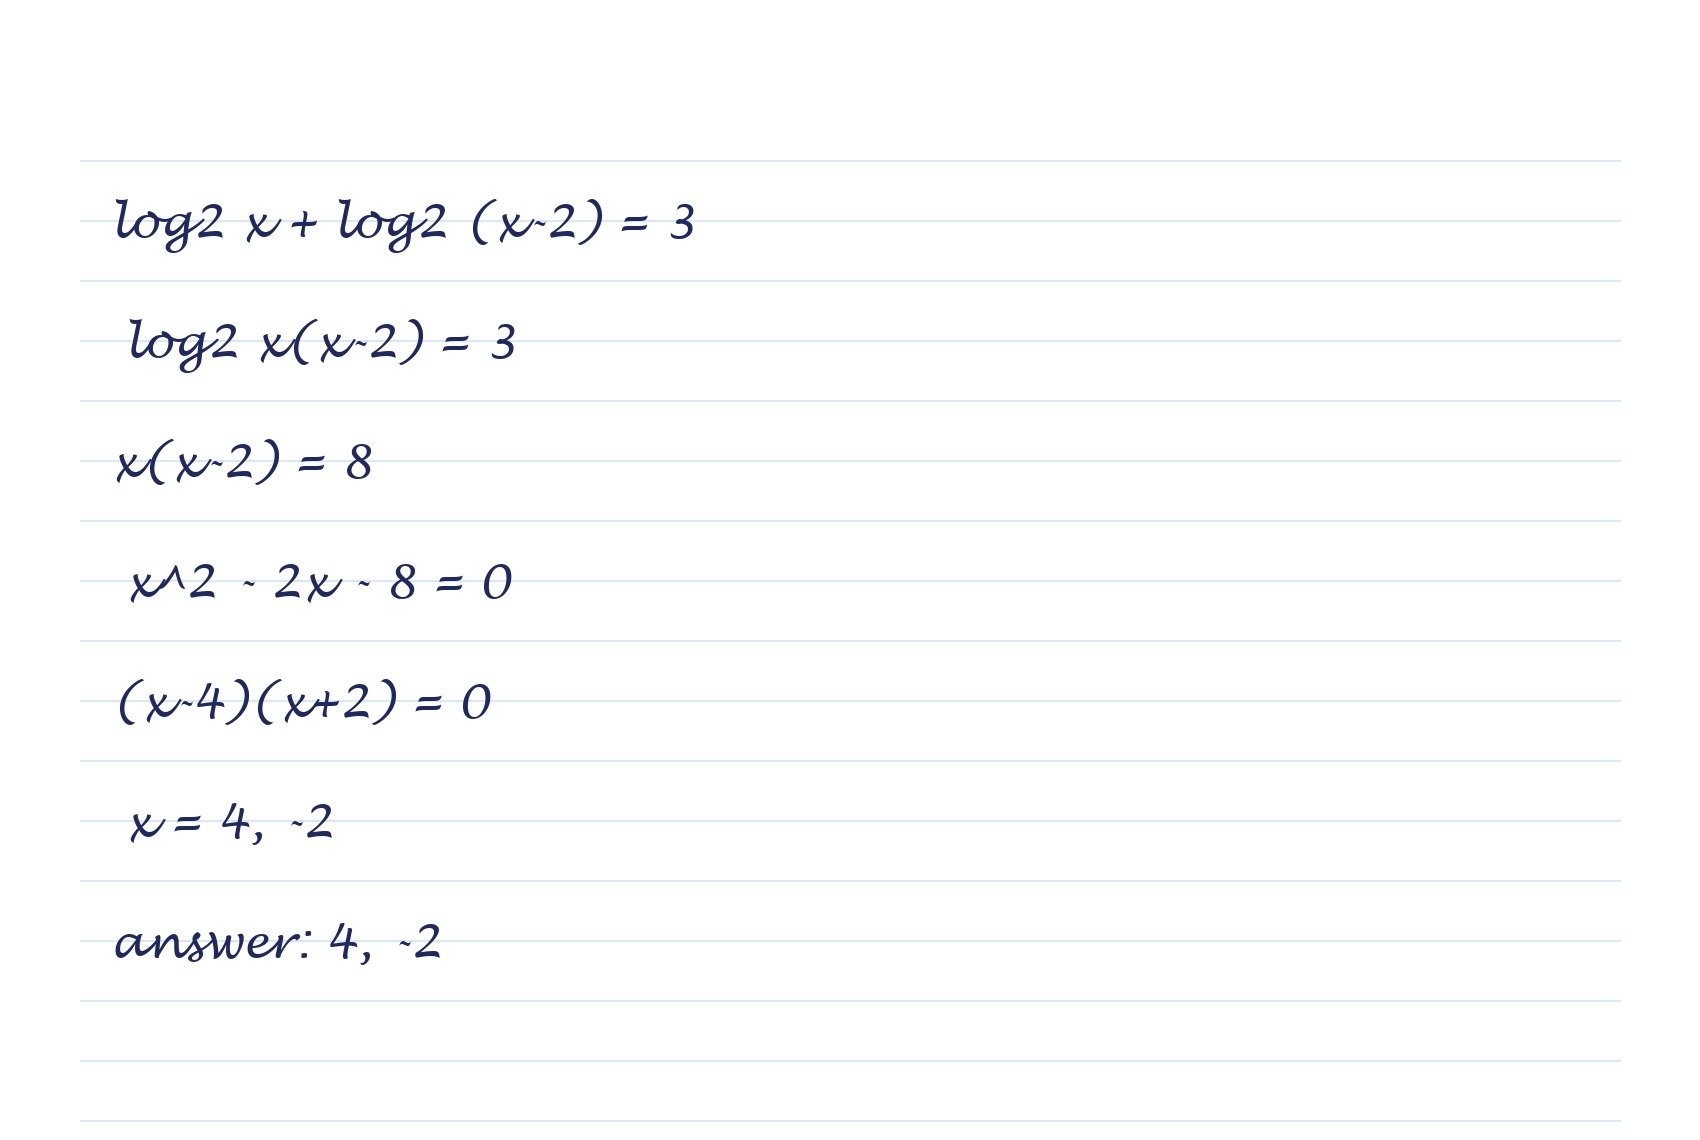 log2 x + log2 (x-2) = 3
log2 x(x-2) = 3
x(x-2) = 8
x^2 - 2x - 8 = 0
(x-4)(x+2) = 0
x = 4, -2
answer: 4, -2